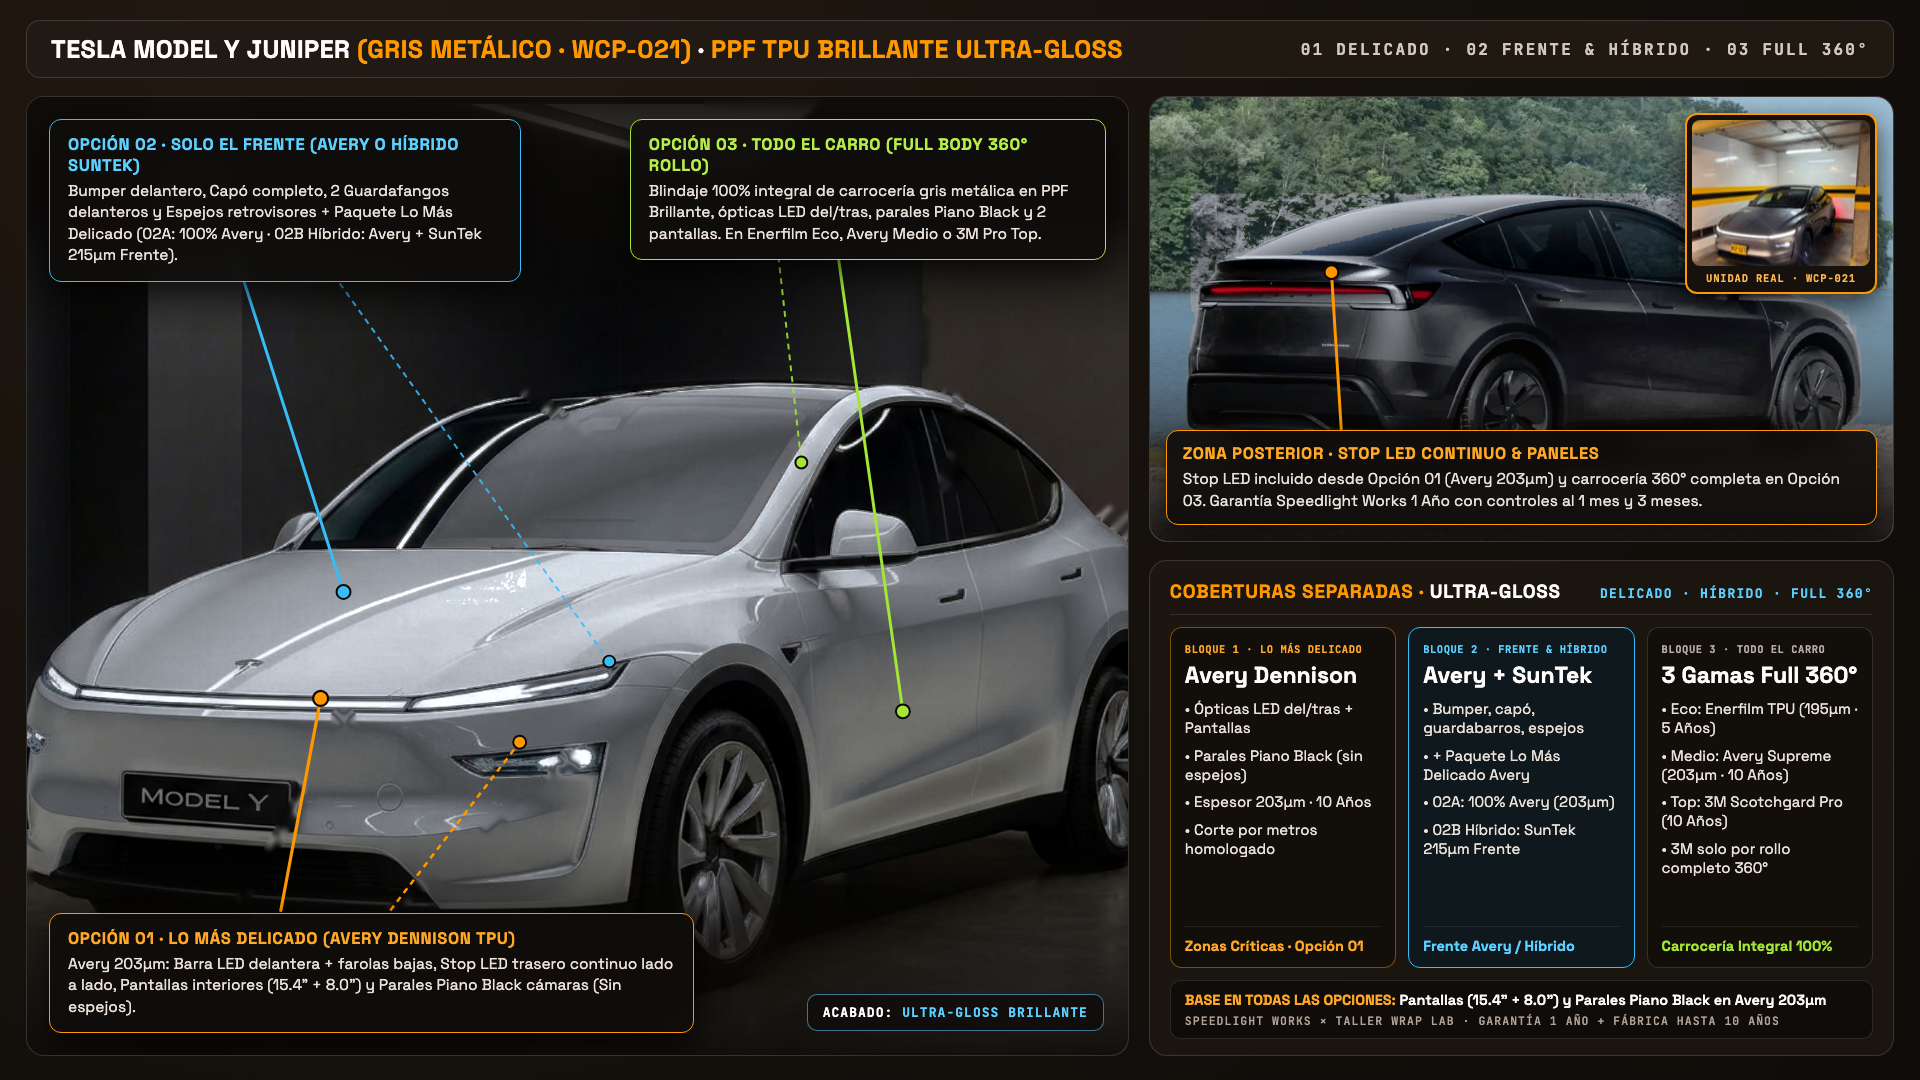 TESLA MODEL Y JUNIPER (GRIS METÁLICO · WCP-021) · PPF TPU BRILLANTE ULTRA-GLOSS
01 DELICADO · 02 FRENTE & HÍBRIDO · 03 FULL 360°
OPCIÓN 02 · SOLO EL FRENTE (AVERY O HÍBRIDO
SUNTEK)
Bumper delantero, Capó completo, 2 Guardafangos
delanteros y Espejos retrovisores + Paquete Lo Más
Delicado (02A: 100% Avery · 02B Híbrido: Avery + SunTek
215µm Frente).
OPCIÓN 03 · TODO EL CARRO (FULL BODY 360°
ROLLO)
Blindaje 100% integral de carrocería gris metálica en PPF
Brillante, ópticas LED del/tras, parales Piano Black y 2
pantallas. En Enerfilm Eco, Avery Medio o 3M Pro Top.
MODEL Y
OPCIÓN 01 · LO MÁS DELICADO (AVERY DENNISON TPU)
Avery 203µm: Barra LED delantera + farolas bajas, Stop LED trasero continuo lado
a lado, Pantallas interiores (15.4" + 8.0") y Parales Piano Black cámaras (Sin
espejos).
ACABADO: ULTRA-GLOSS BRILLANTE
UNIDAD REAL · WCP-021
ZONA POSTERIOR · STOP LED CONTINUO & PANELES
Stop LED incluido desde Opción 01 (Avery 203µm) y carrocería 360° completa en Opción
03. Garantía Speedlight Works 1 Año con controles al 1 mes y 3 meses.
COBERTURAS SEPARADAS · ULTRA-GLOSS
DELICADO · HÍBRIDO · FULL 360°
BLOQUE 1 · LO MÁS DELICADO
Avery Dennison
• Ópticas LED del/tras +
Pantallas
• Parales Piano Black (sin
espejos)
• Espesor 203µm · 10 Años
• Corte por metros
homologado
Zonas Críticas · Opción 01
BLOQUE 2 · FRENTE & HÍBRIDO
Avery + SunTek
• Bumper, capó,
guardabarros, espejos
• + Paquete Lo Más
Delicado Avery
• 02A: 100% Avery (203µm)
• 02B Híbrido: SunTek
215µm Frente
Frente Avery / Híbrido
BLOQUE 3 · TODO EL CARRO
3 Gamas Full 360°
• Eco: Enerfilm TPU (195µm ·
5 Años)
• Medio: Avery Supreme
(203µm · 10 Años)
• Top: 3M Scotchgard Pro
(10 Años)
• 3M solo por rollo
completo 360°
Carrocería Integral 100%
BASE EN TODAS LAS OPCIONES: Pantallas (15.4" + 8.0") y Parales Piano Black en Avery 203µm
SPEEDLIGHT WORKS × TALLER WRAP LAB · GARANTÍA 1 AÑO + FÁBRICA HASTA 10 AÑOS